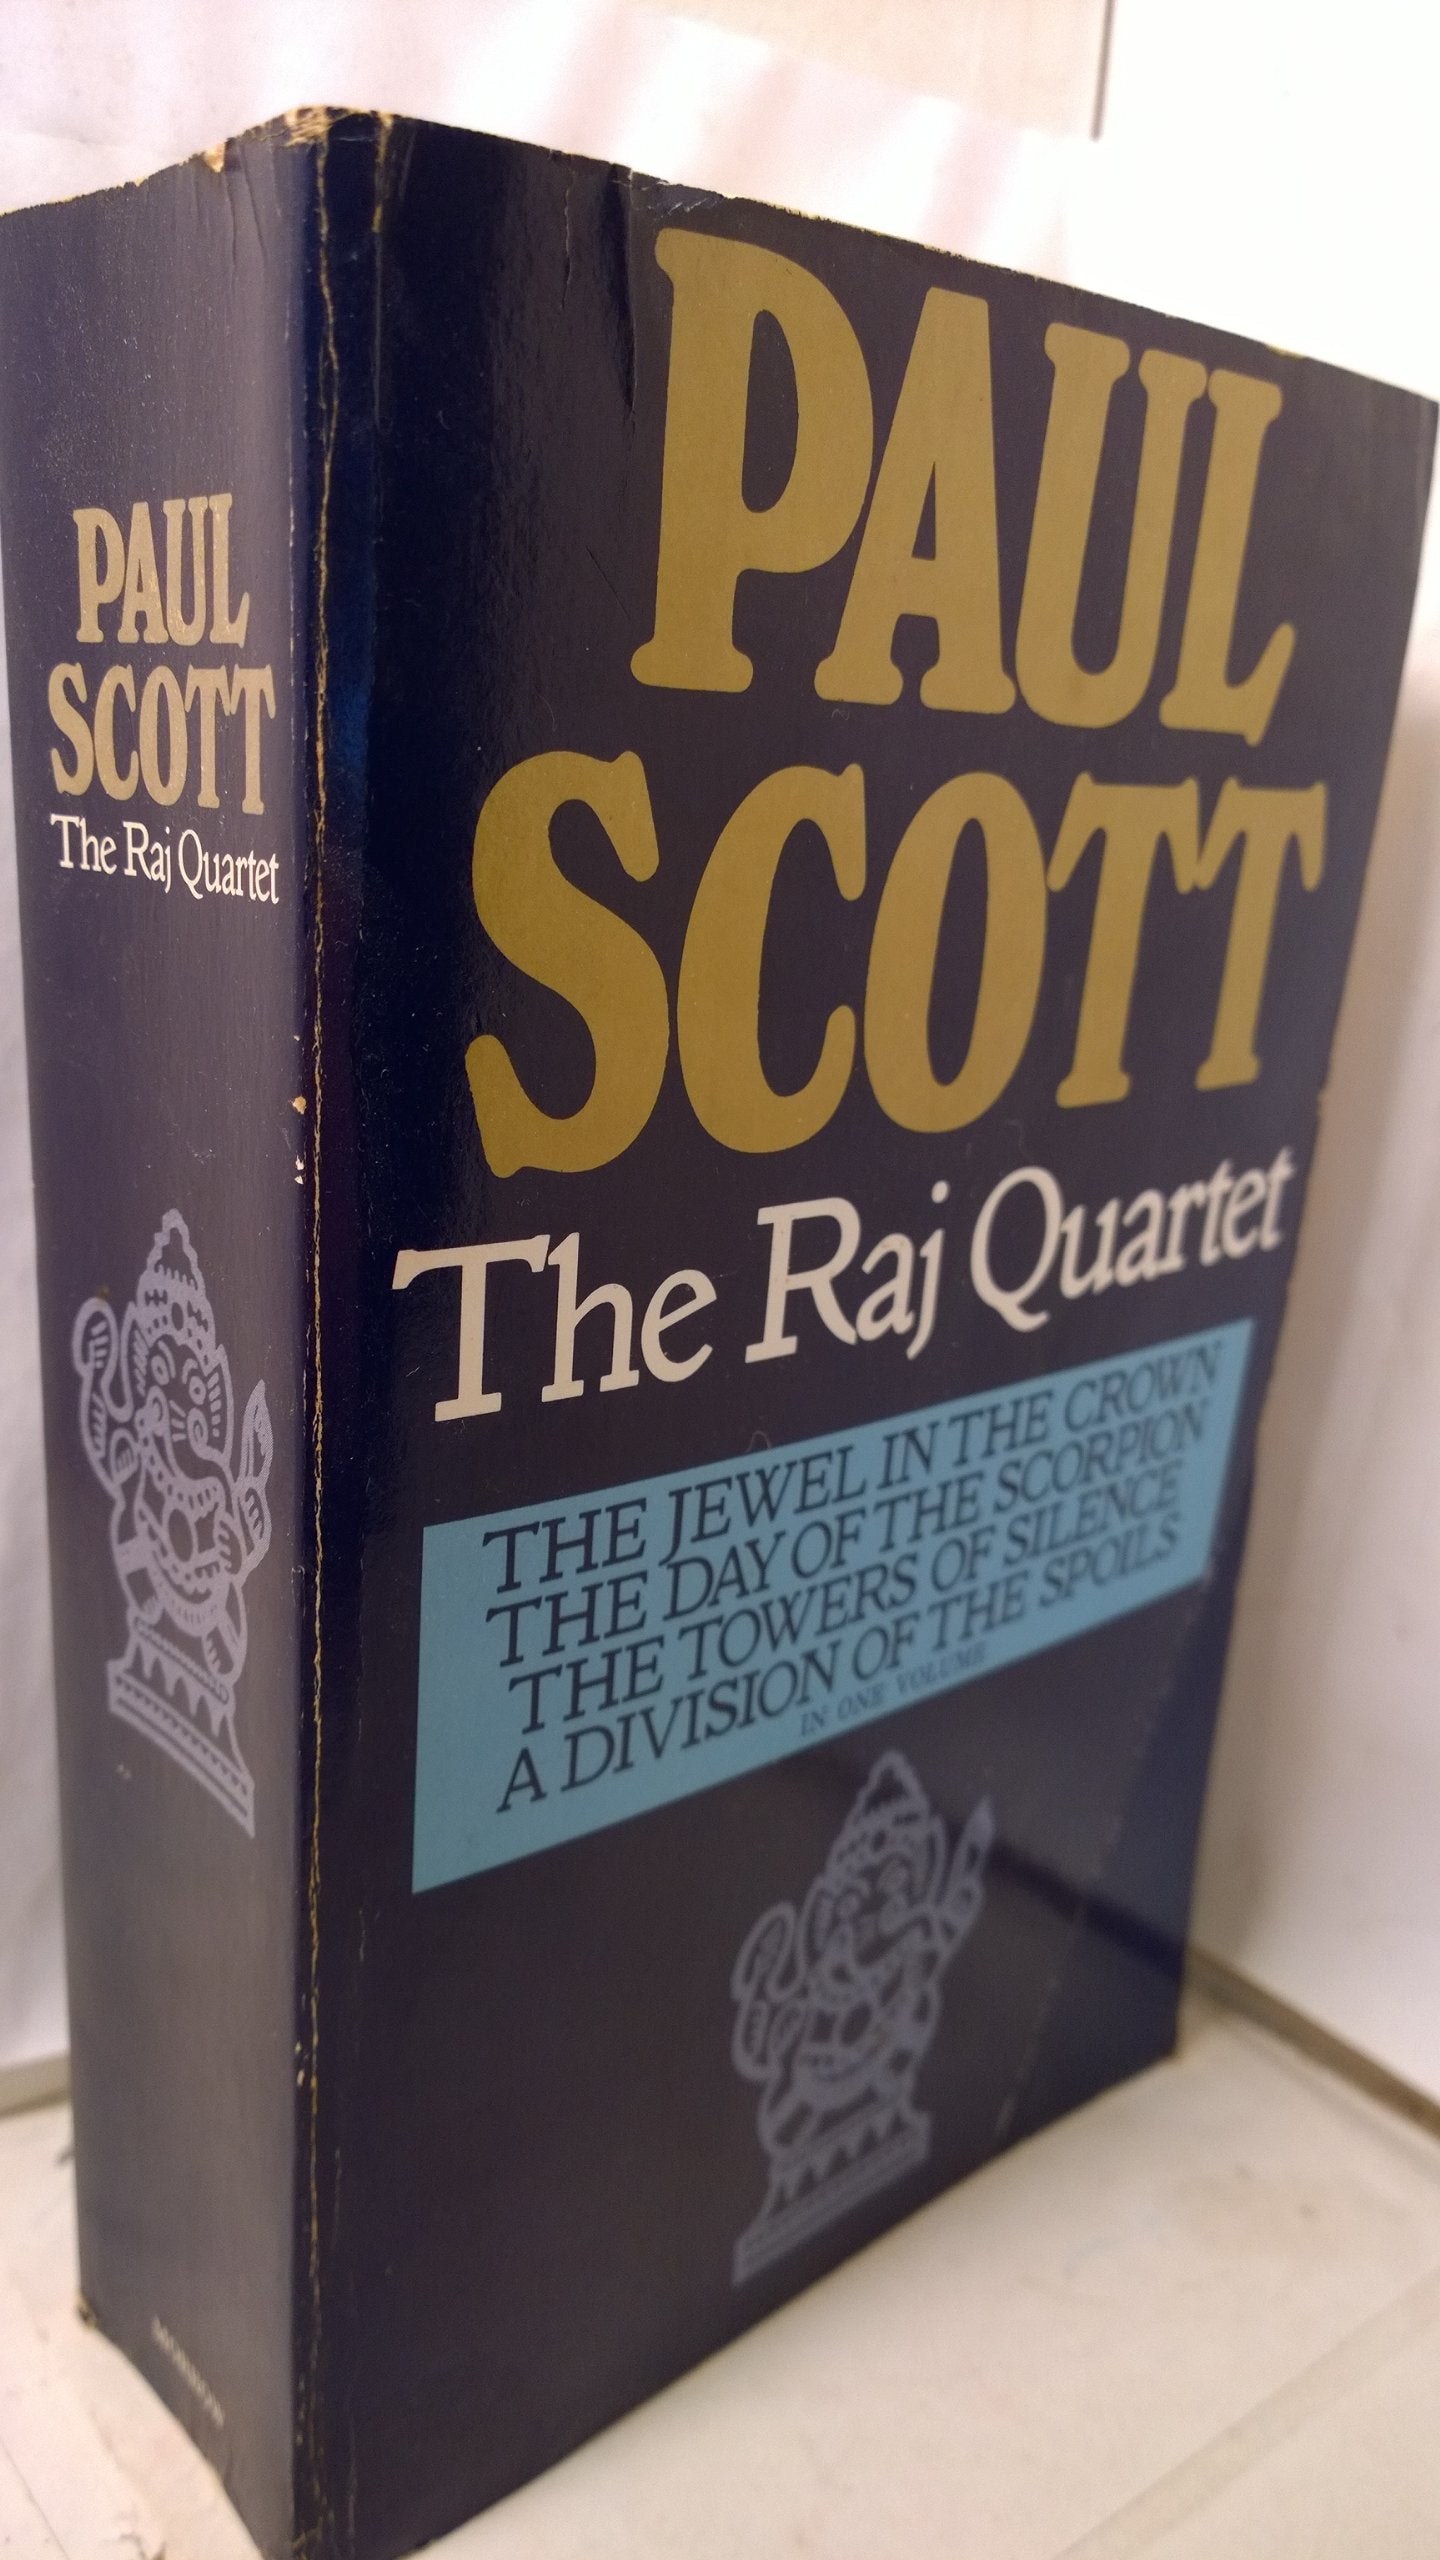 PAUL
SCOTT
The Raj Quartet
PAUL
SCOTT
The Raj Quartet
THE JEWEL IN THE CROWN
THE DAY OF THE SCORPION
THE TOWERS OF SILENCE
A DIVISION OF THE SPOILS
IN ONE VOLUME